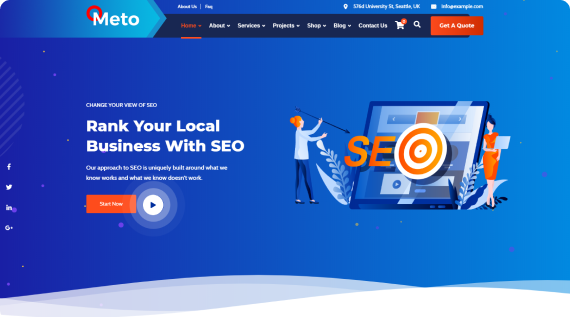 Meto
About Us
Faq
576d University St, Seattle, UK
info@example.com
Home
About
Services
Projects
Shop
Blog
Contact Us
Get A Quote
CHANGE YOUR VIEW OF SEO
Rank Your Local
Business With SEO
Our approach to SEO is uniquely built around what we
know works and what we know doesn't work.
Start Now
SE